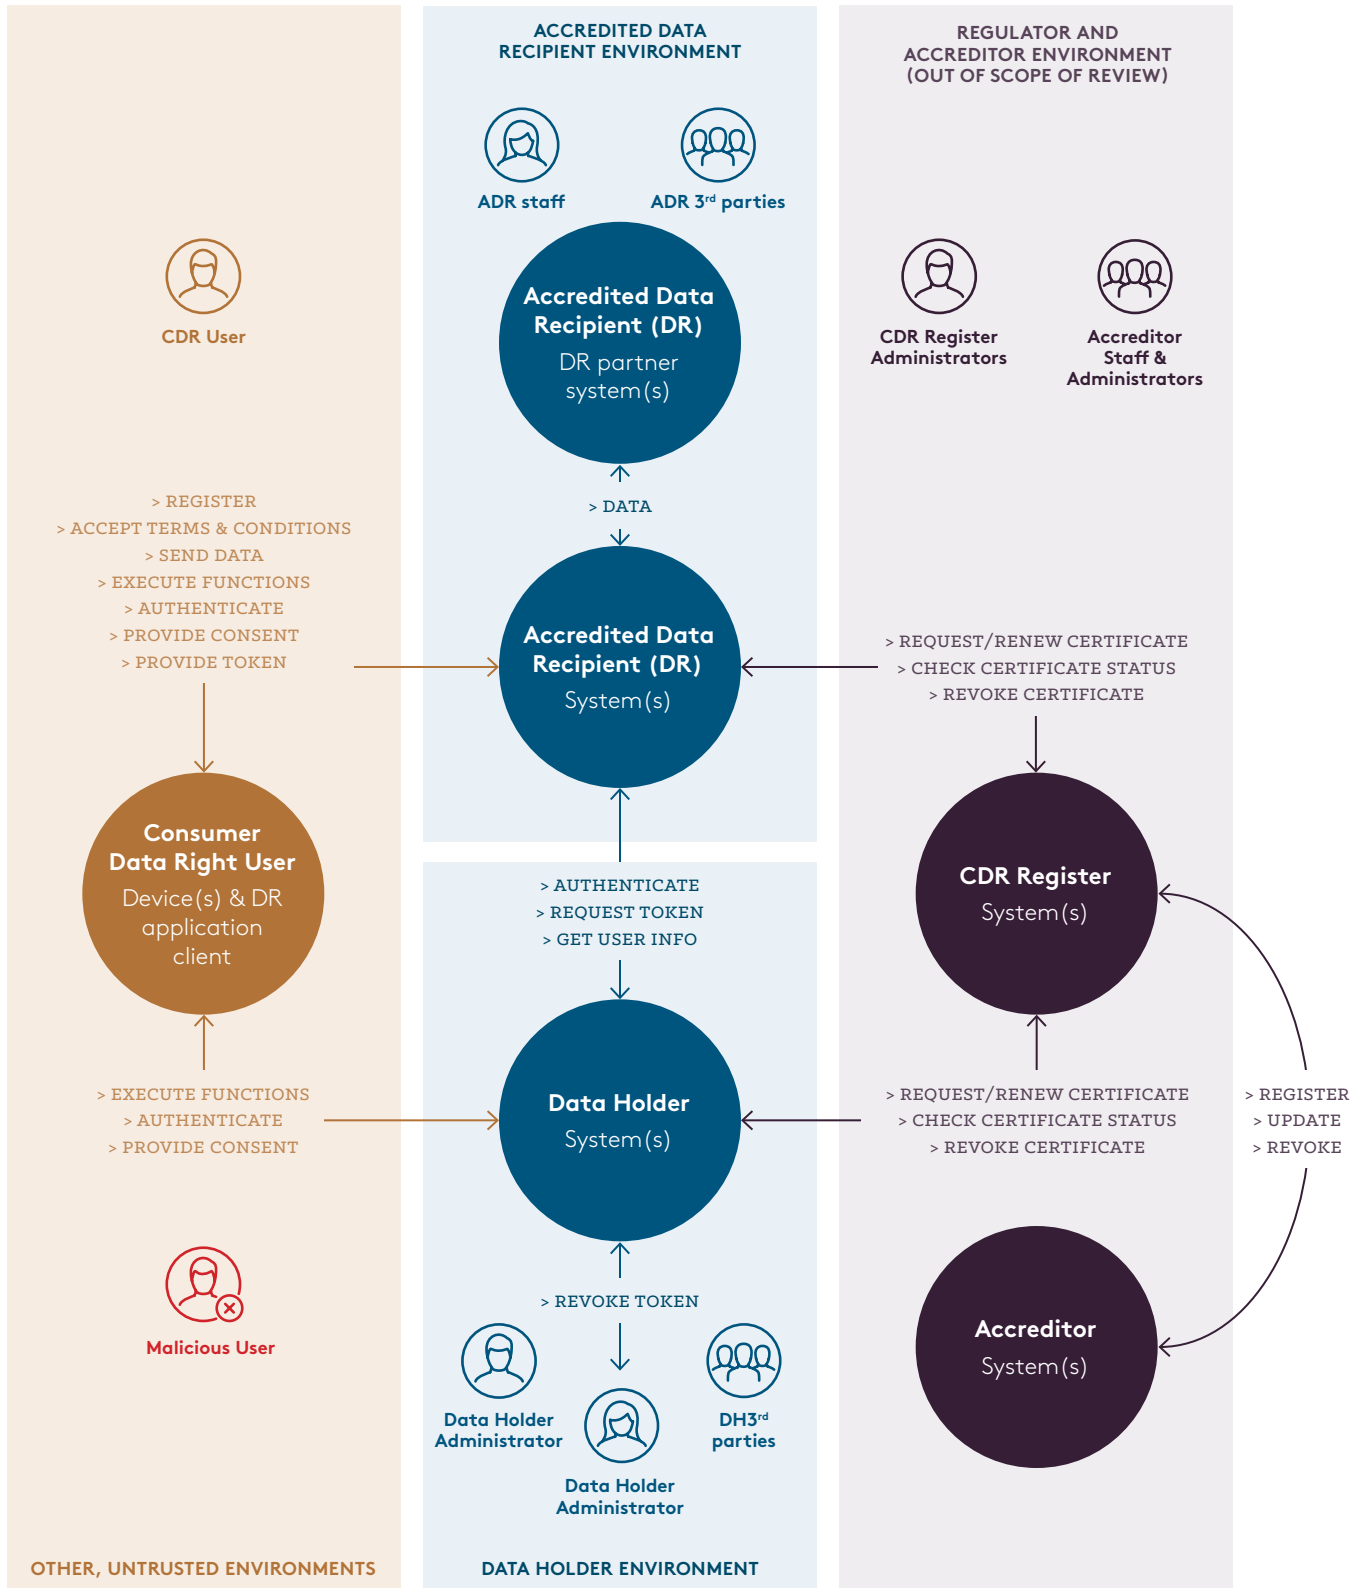 ACCREDITED DATA
RECIPIENT ENVIRONMENT
REGULATOR AND
ACCREDITOR ENVIRONMENT
(OUT OF SCOPE OF REVIEW)
ADR staff
ADR 3rd parties
CDR User
CDR Register
Administrators
Accreditor
Staff &
Administrators
Accredited Data
Recipient (DR)
DR partner
system(s)
> DATA
> REGISTER
> ACCEPT TERMS & CONDITIONS
> SEND DATA
> EXECUTE FUNCTIONS
> AUTHENTICATE
> PROVIDE CONSENT
> PROVIDE TOKEN
Accredited Data
Recipient (DR)
System(s)
> REQUEST/RENEW CERTIFICATE
> CHECK CERTIFICATE STATUS
> REVOKE CERTIFICATE
Consumer
Data Right User
Device(s) & DR
application
client
> AUTHENTICATE
> REQUEST TOKEN
> GET USER INFO
CDR Register
System(s)
> EXECUTE FUNCTIONS
> AUTHENTICATE
> PROVIDE CONSENT
Data Holder
System(s)
> REQUEST/RENEW CERTIFICATE
> CHECK CERTIFICATE STATUS
> REVOKE CERTIFICATE
> REGISTER
> UPDATE
> REVOKE
Malicious User
> REVOKE TOKEN
Data Holder
Administrator
DH3rd
parties
Data Holder
Administrator
Accreditor
System(s)
OTHER, UNTRUSTED ENVIRONMENTS
DATA HOLDER ENVIRONMENT